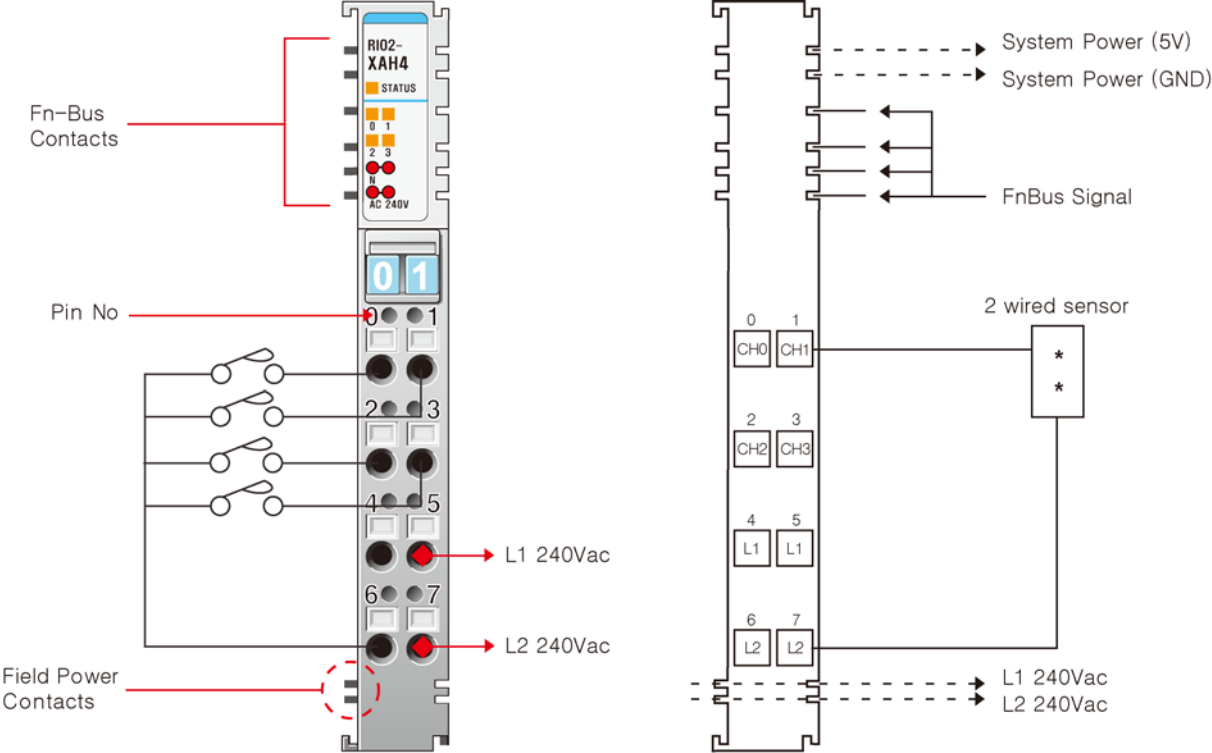 RIO2-
XAH4
STATUS
0 1
2 3
N
AC 240V
Fn-Bus
Contacts
0 1
Pin No
0 1
2 3
4 5
L1 240Vac
6 7
L2 240Vac
Field Power
Contacts
System Power (5V)
System Power (GND)
FnBus Signal
2 wired sensor
*
*
0 1
CH0 CH1
2 3
CH2 CH3
4 5
L1 L1
6 7
L2 L2
L1 240Vac
L2 240Vac